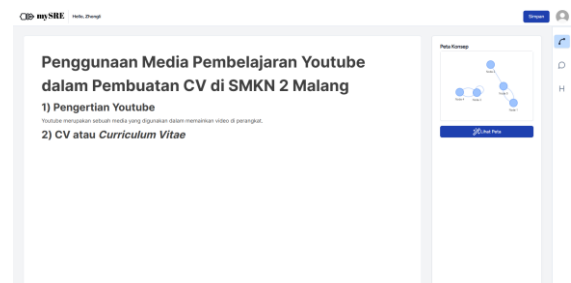 mySRE
Hello, Zhongli
Simpan
Penggunaan Media Pembelajaran Youtube
dalam Pembuatan CV di SMKN 2 Malang
1) Pengertian Youtube
Youtube merupakan sebuah media yang digunakan dalam memainkan video di perangkat.
2) CV atau Curriculum Vitae
Peta Konsep
Lihat Peta
H